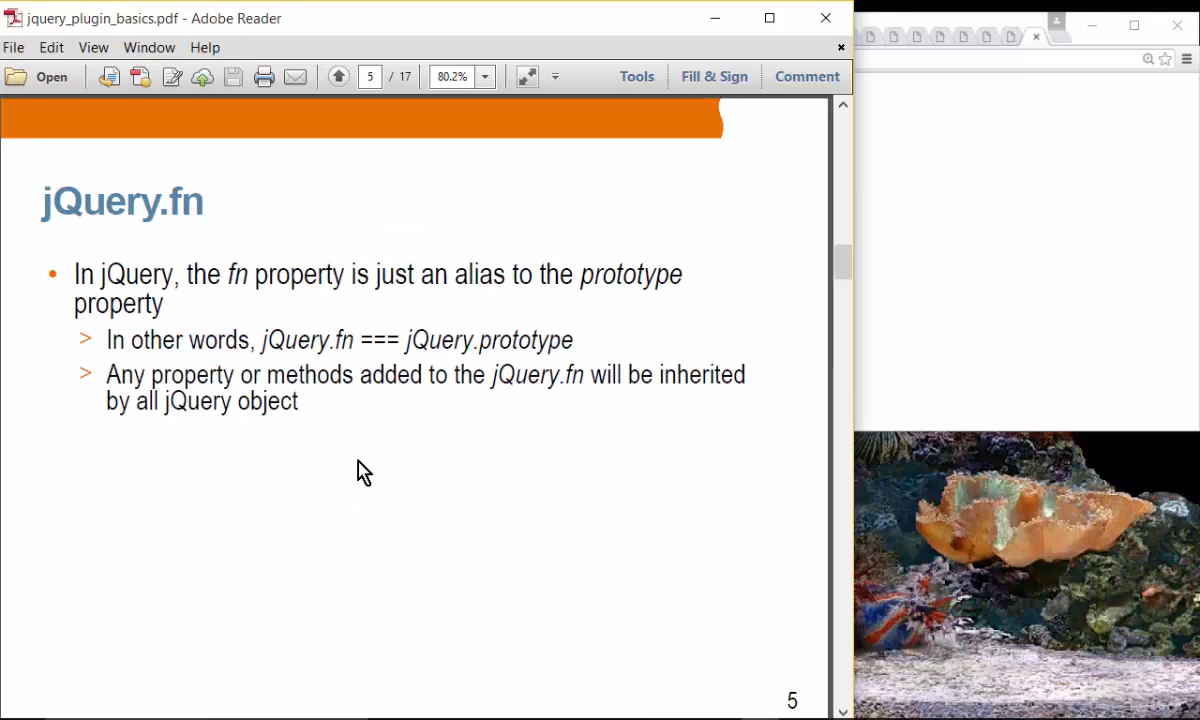 jquery_plugin_basics.pdf - Adobe Reader
File Edit View Window Help
Open 5 / 17 80.2% Tools Fill & Sign Comment
jQuery.fn
• In jQuery, the fn property is just an alias to the prototype
property
> In other words, jQuery.fn === jQuery.prototype
> Any property or methods added to the jQuery.fn will be inherited
by all jQuery object
5